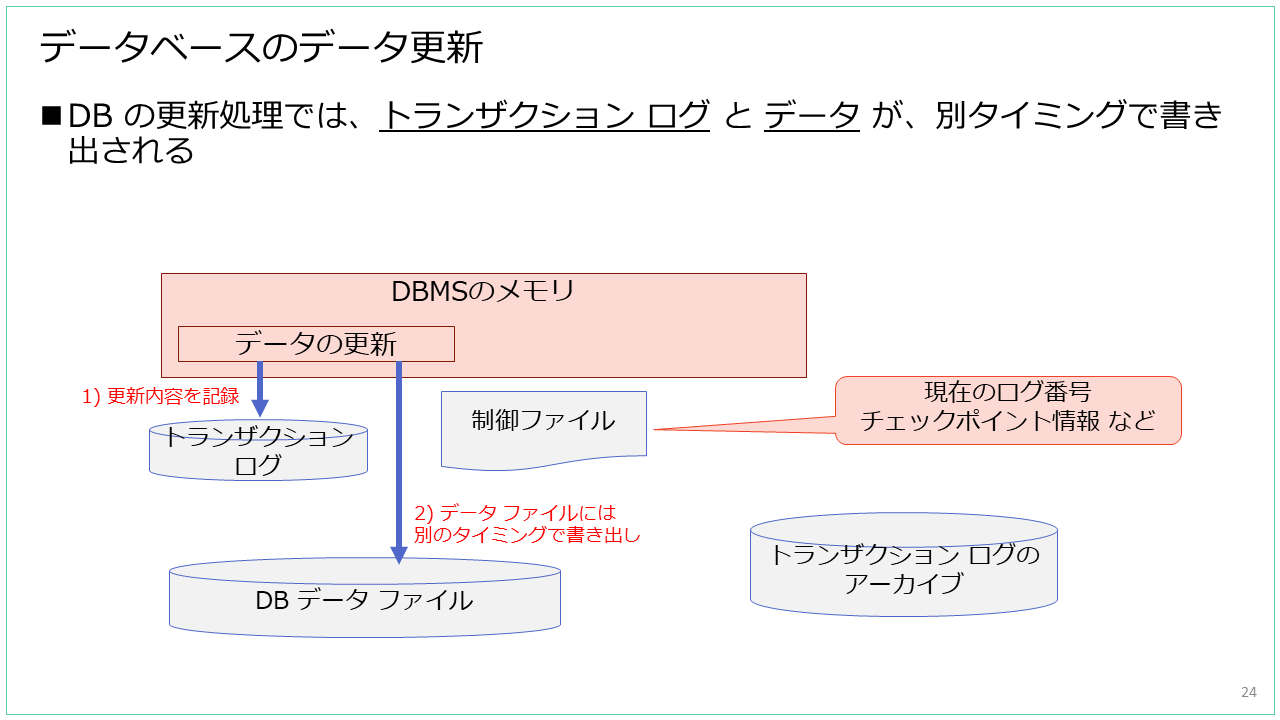 データベースのデータ更新
■DB の更新処理では、トランザクション ログ と データ が、別タイミングで書き
出される
DBMSのメモリ
データの更新
1) 更新内容を記録
トランザクション
ログ
制御ファイル
現在のログ番号
チェックポイント情報 など
2) データ ファイルには
別のタイミングで書き出し
DB データ ファイル
トランザクション ログの
アーカイブ
24